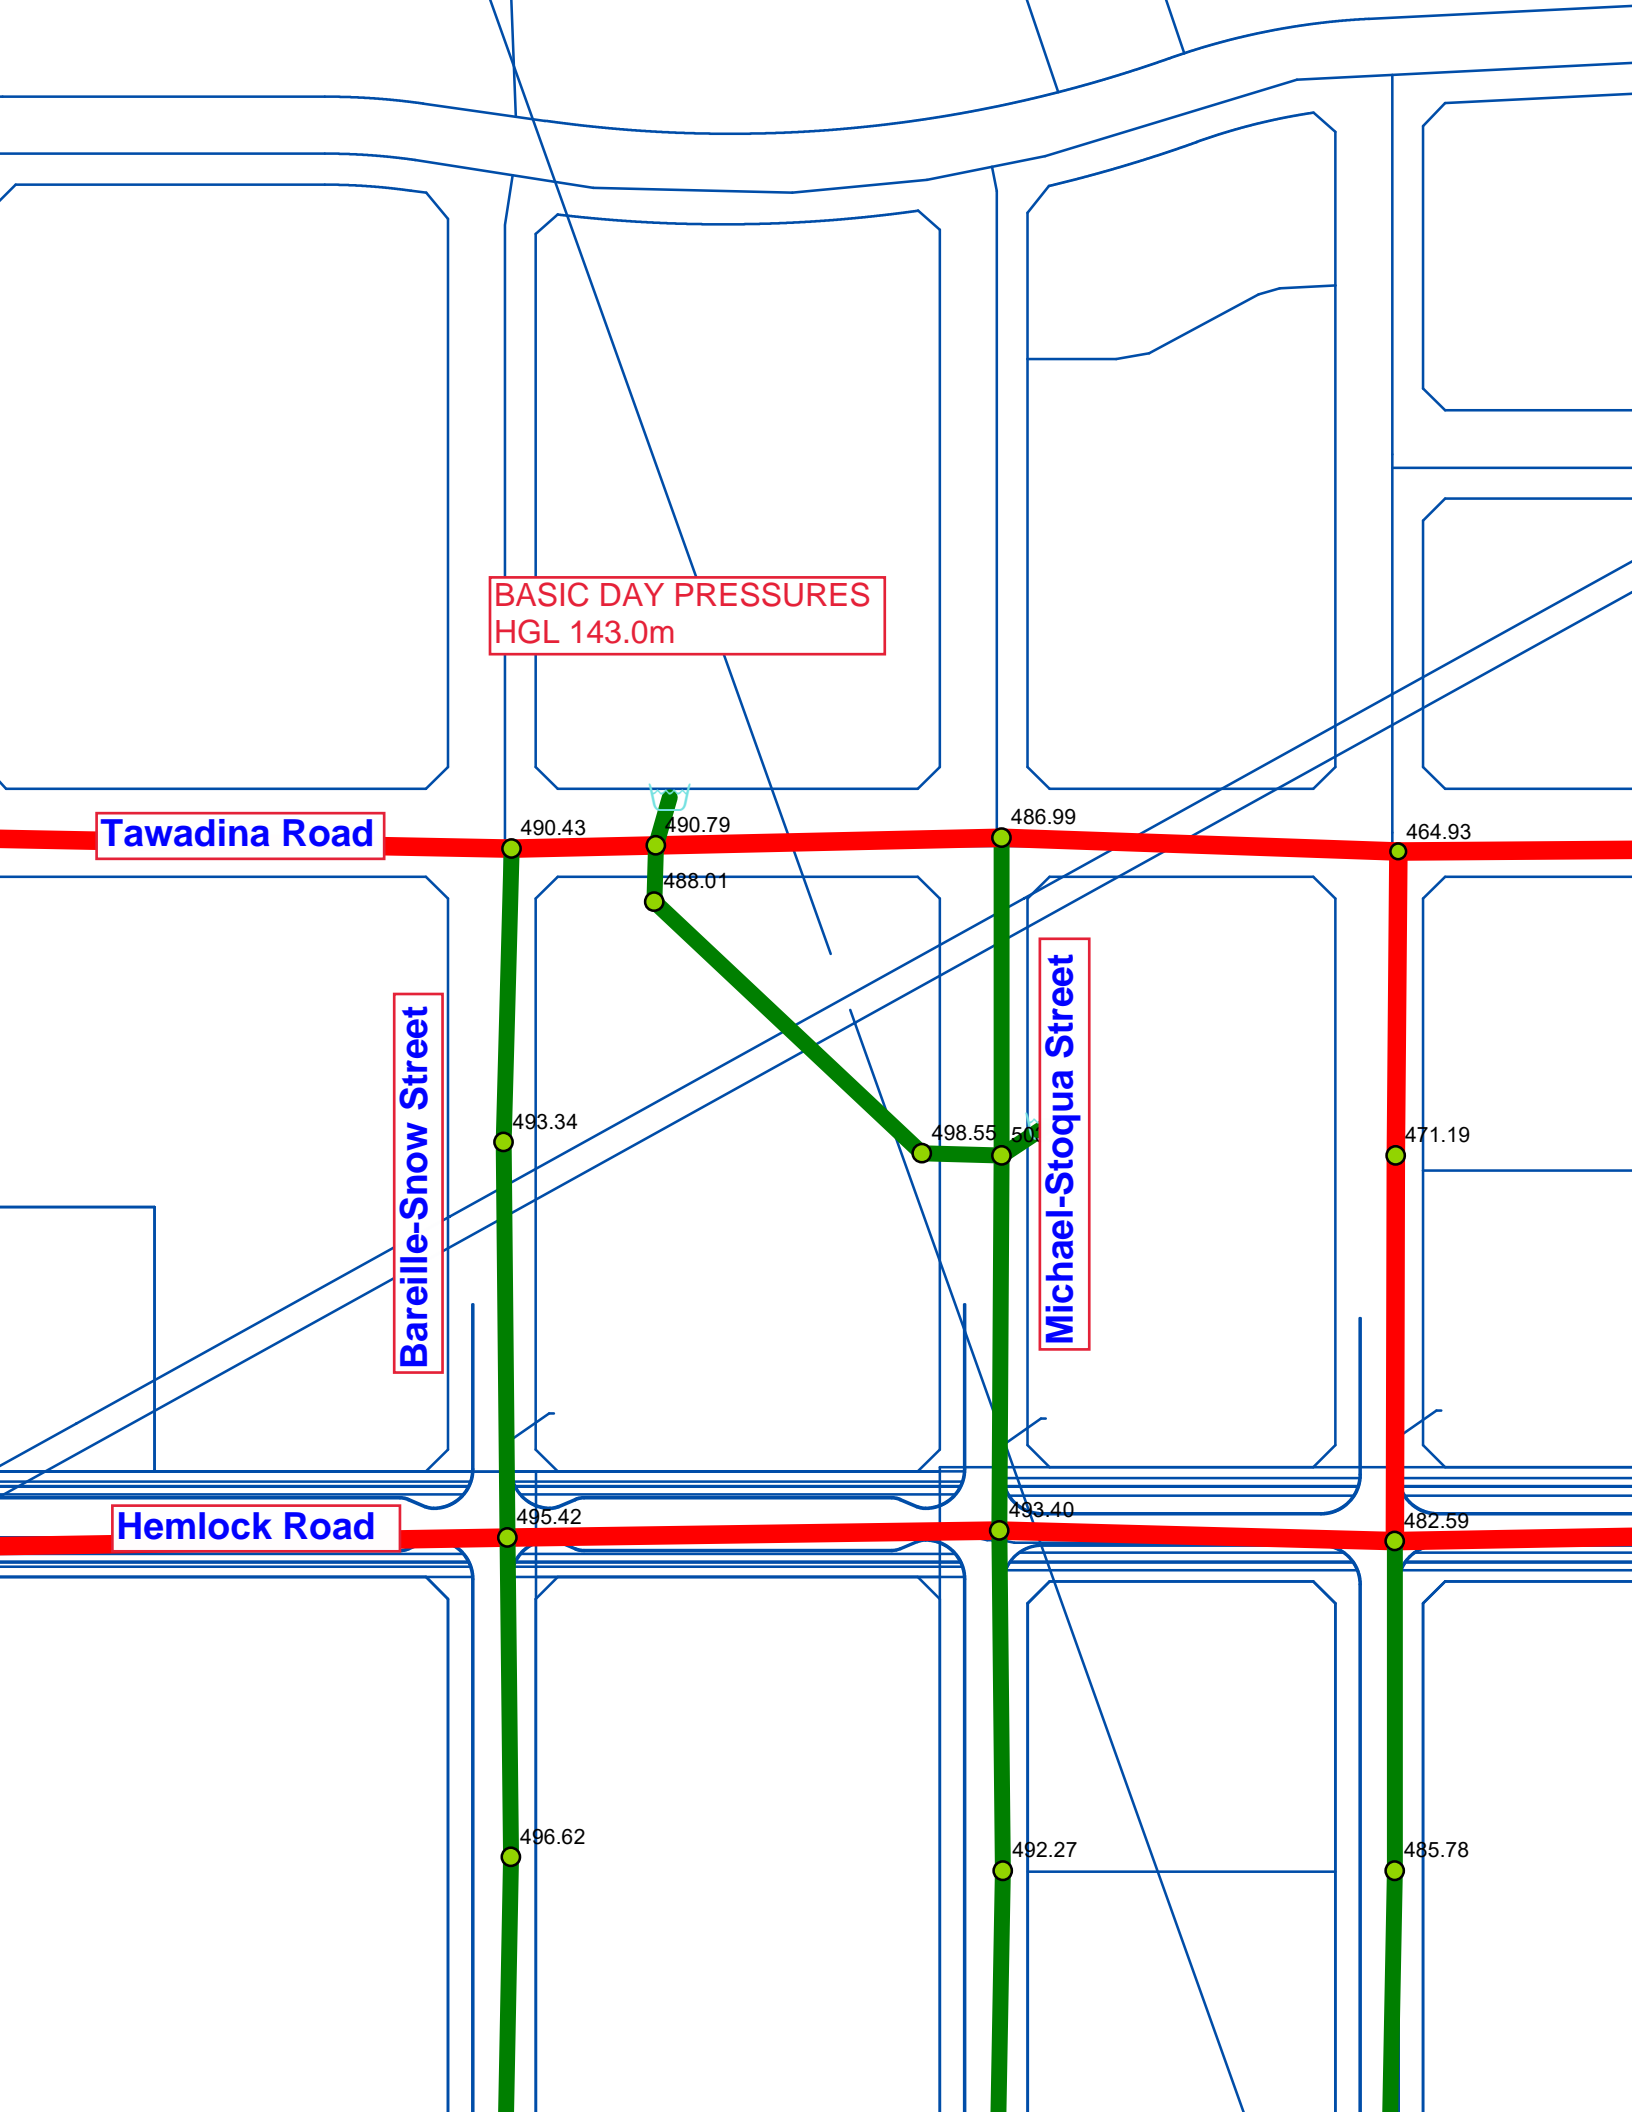 BASIC DAY PRESSURES
HGL 143.0m
486.99
490.43
490.79
464.93
Tawadina Road
488.01
Bareille-Snow Street
Michael-Stoqua Street
493.34
498.55
471.19
495.42
493.40
482.59
Hemlock Road
496.62
492.27
485.78